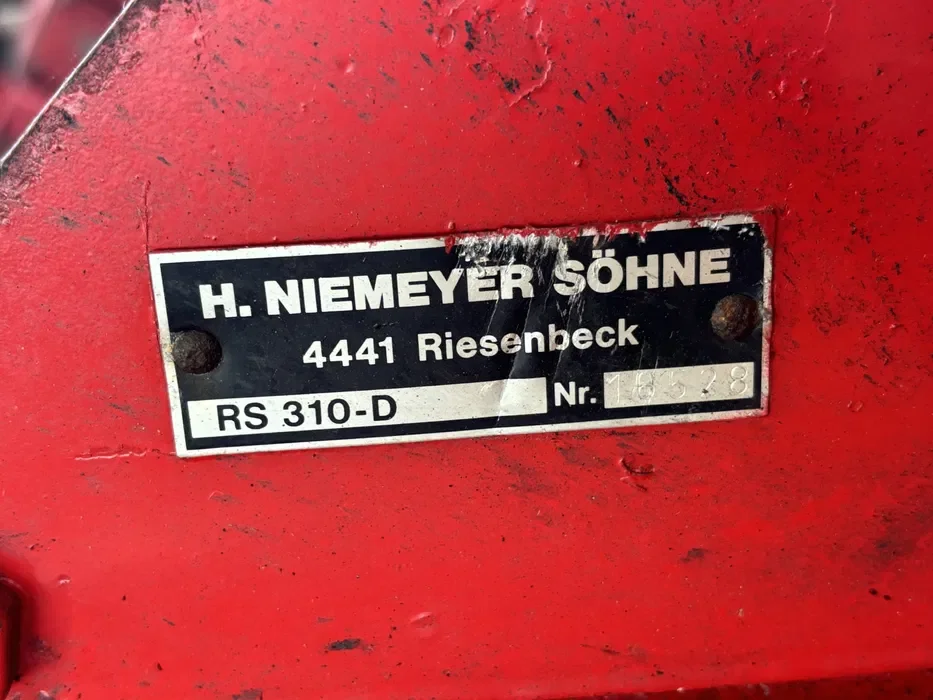 H. NIEMEYER SÖHNE
4441 Riesenbeck
RS 310-D
Nr.